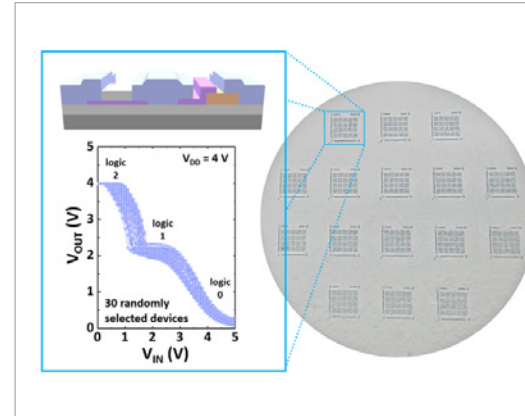 5
logic
2
V_DD = 4 V
4
3
logic
1
V_OUT (V)
2
logic
0
1
30 randomly
selected devices
0
0 1 2 3 4 5
V_IN (V)